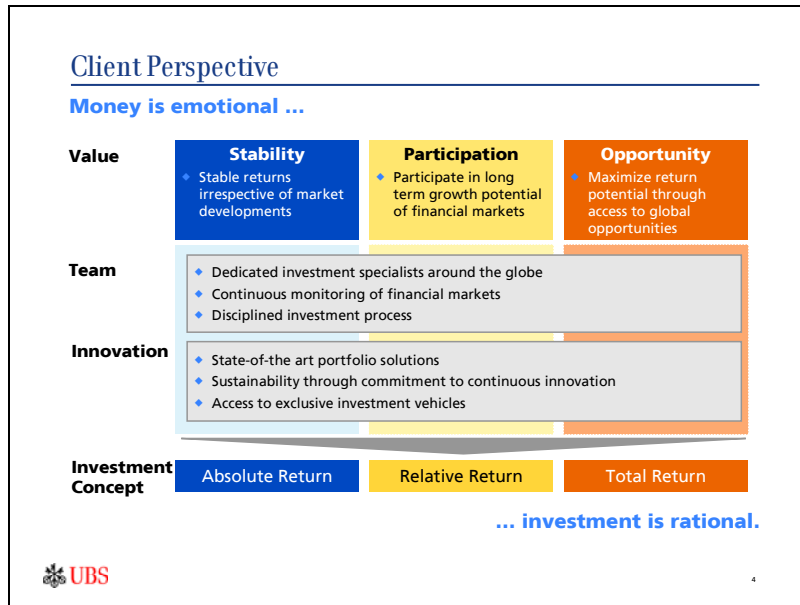 Client Perspective
Money is emotional ...
Value
Stability
Stable returns
irrespective of market
developments
Participation
Participate in long
term growth potential
of financial markets
Opportunity
Maximize return
potential through
access to global
opportunities
Team
Dedicated investment specialists around the globe
Continuous monitoring of financial markets
Disciplined investment process
Innovation
State-of-the art portfolio solutions
Sustainability through commitment to continuous innovation
Access to exclusive investment vehicles
Investment
Concept
Absolute Return
Relative Return
Total Return
... investment is rational.
UBS
4